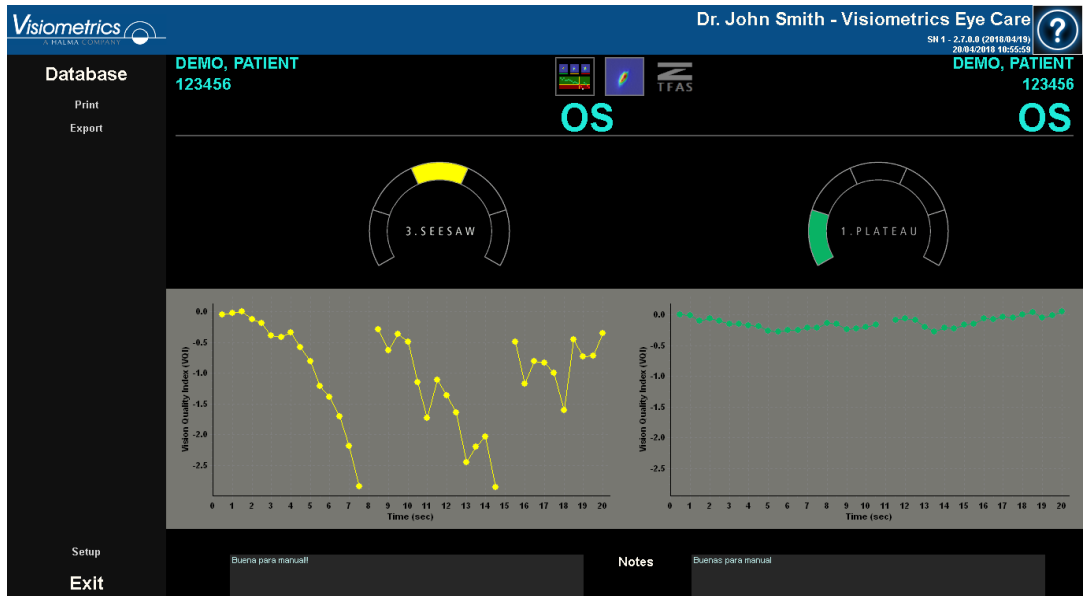 Visiometrics
A HALMA COMPANY
Dr. John Smith - Visiometrics Eye Care
SN 1 - 2.7.0.0 (2018/04/19)
20/04/2018 10:55:59
?
Database
Print
Export
DEMO, PATIENT
123456
TFAS
DEMO, PATIENT
123456
OS
OS
3.SEESAW
1.PLATEAU
Vision Quality Index (VQI)
0.0
-0.5
-1.0
-1.5
-2.0
-2.5
0 1 2 3 4 5 6 7 8 9 10 11 12 13 14 15 16 17 18 19 20
Time (sec)
Vision Quality Index (VQI)
0.0
-0.5
-1.0
-1.5
-2.0
-2.5
0 1 2 3 4 5 6 7 8 9 10 11 12 13 14 15 16 17 18 19 20
Time (sec)
Setup
Exit
Buena para manual!!
Notes
Buenas para manual